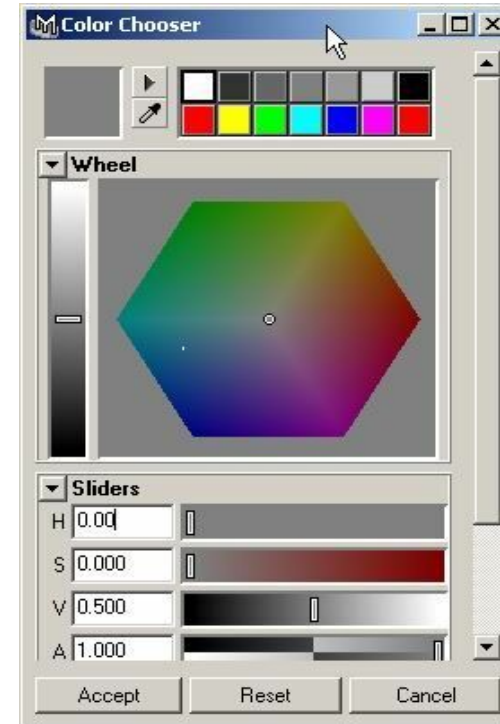 Color Chooser
Wheel
Sliders
H 0.00
S 0.000
V 0.500
A 1.000
Accept Reset Cancel